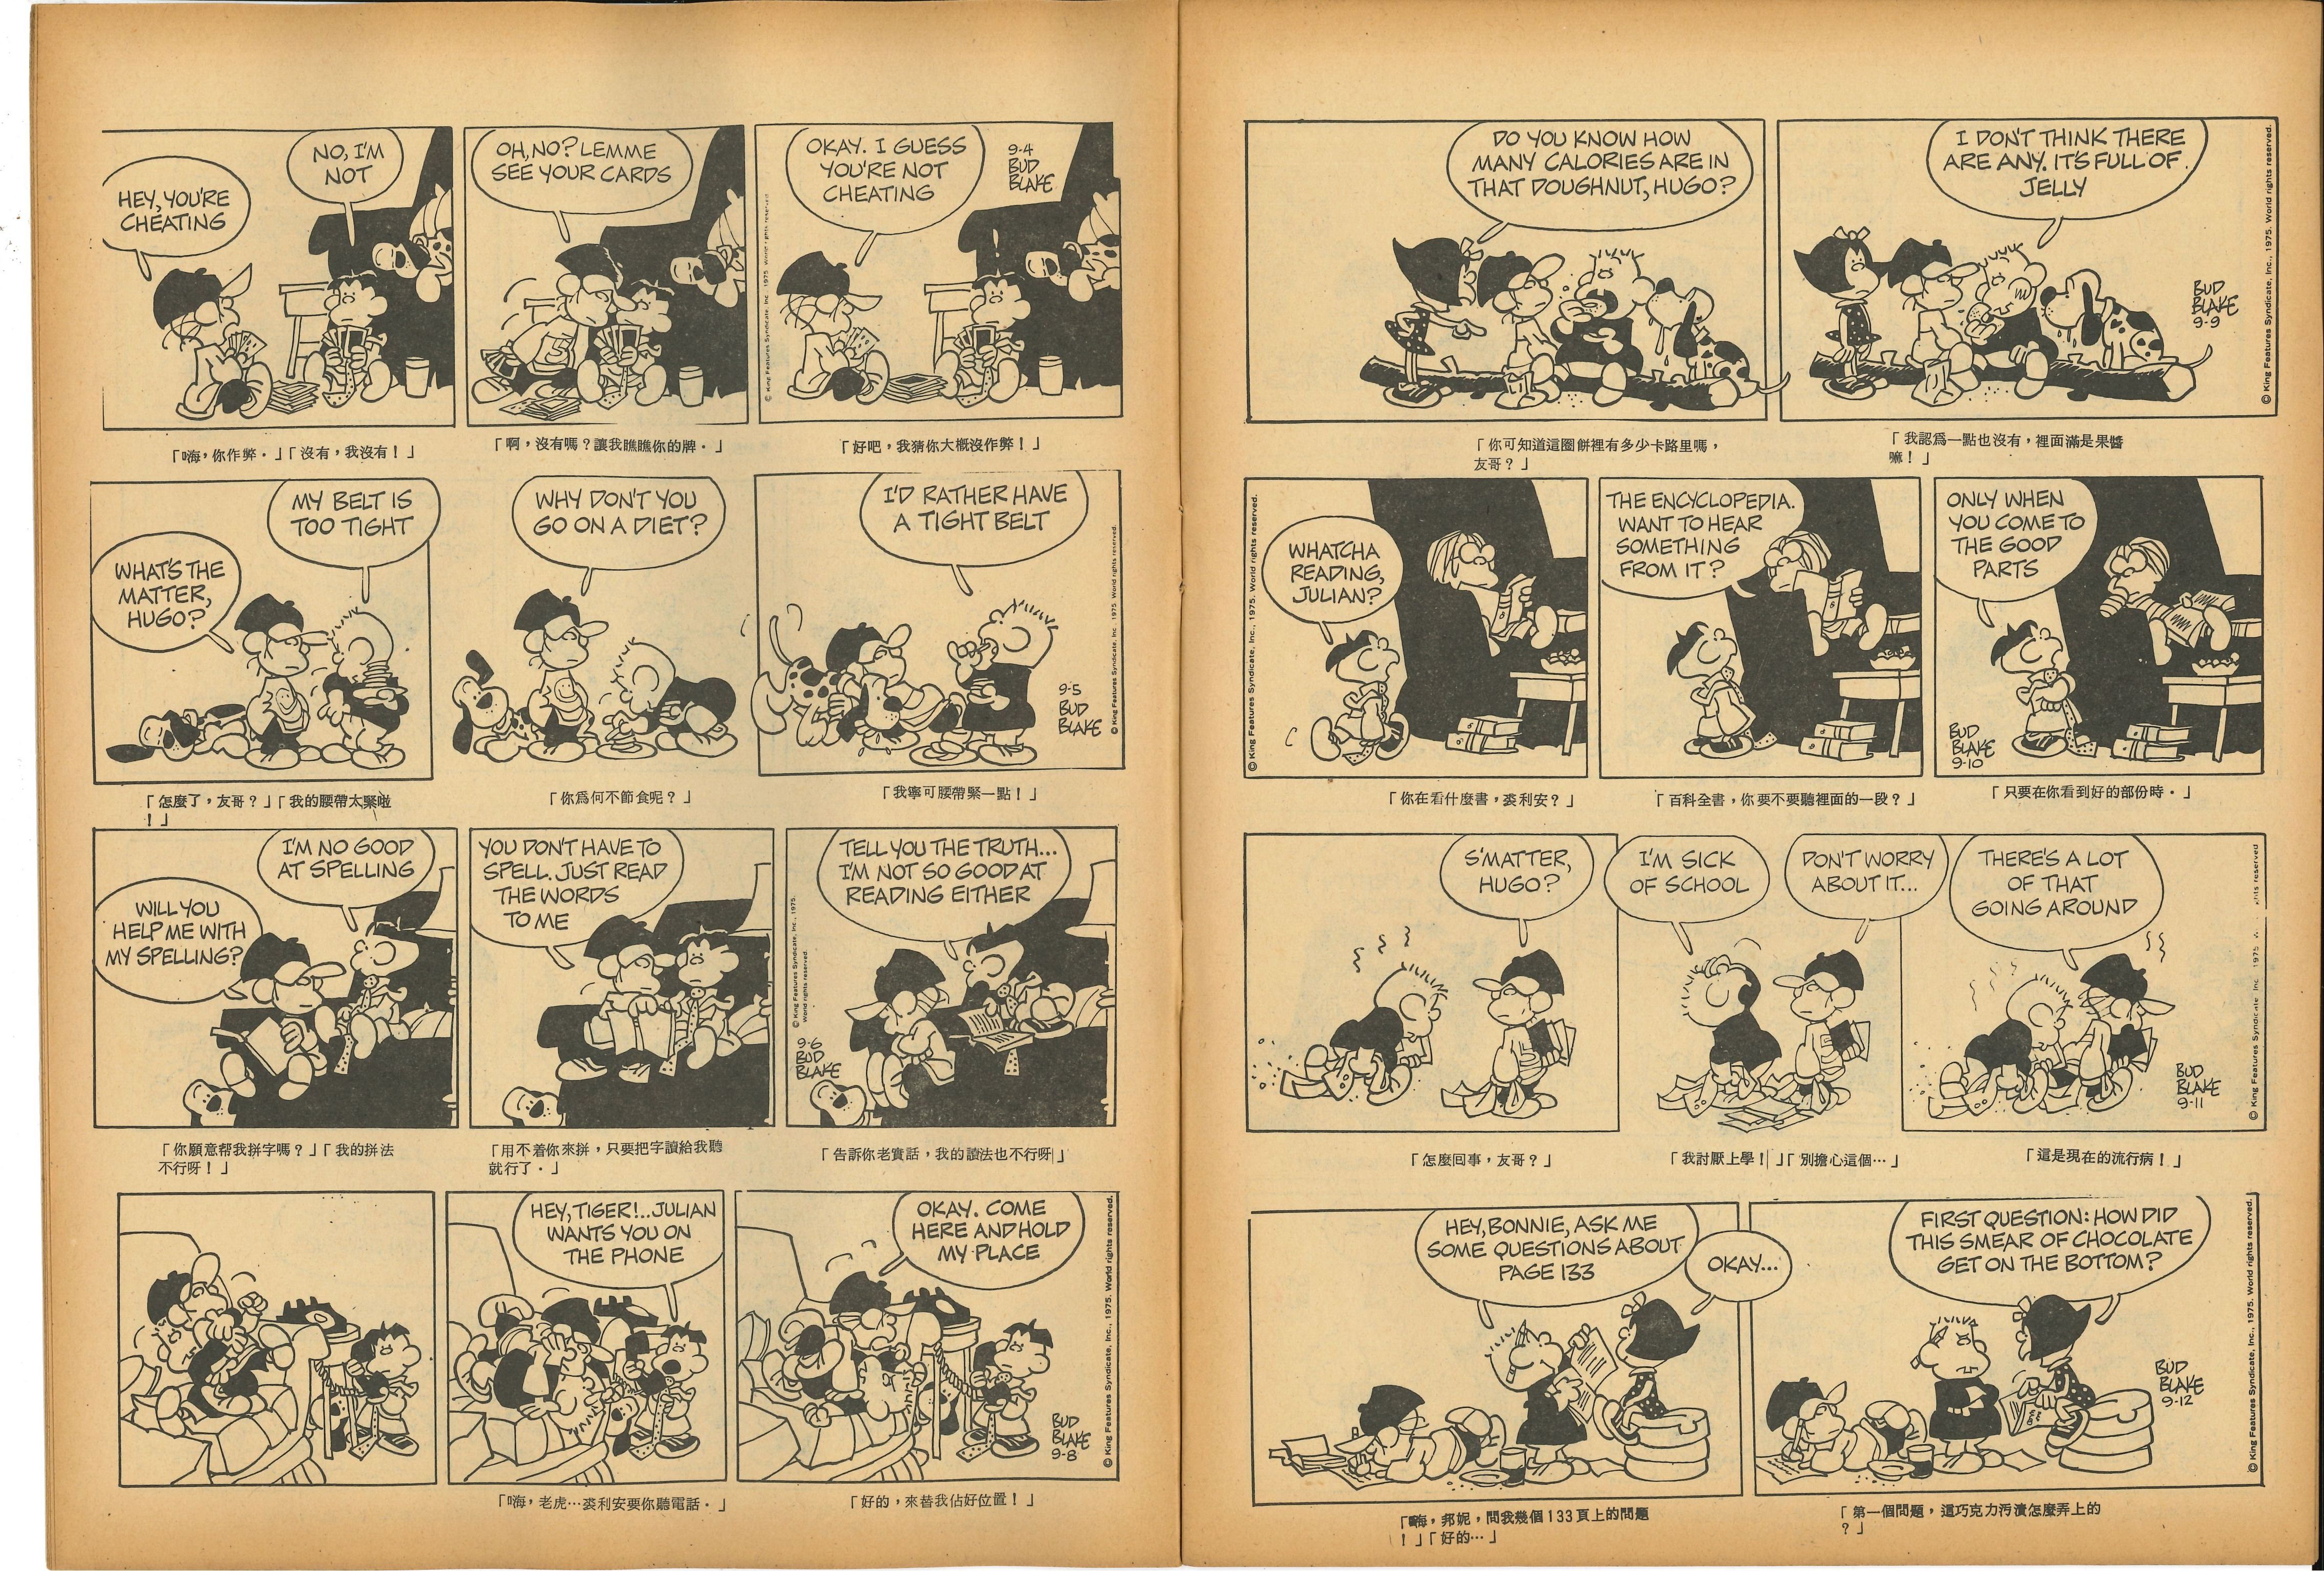 HEY, YOU'RE
CHEATING
NO, I'M
NOT
OH, NO? LEMME
SEE YOUR CARDS
OKAY. I GUESS
YOU'RE NOT
CHEATING
9-4
BUD
BLAKE
© King Features Syndicate, Inc., 1975. World rights reserved.
「嗨，你作弊。」「沒有，我沒有！」
「啊，沒有嗎？讓我瞧瞧你的牌。」
「好吧，我猜你大概沒作弊！」
WHAT'S THE
MATTER,
HUGO?
MY BELT IS
TOO TIGHT
WHY DON'T YOU
GO ON A DIET?
I'D RATHER HAVE
A TIGHT BELT
9-5
BUD
BLAKE
© King Features Syndicate, Inc. 1975. World rights reserved.
「怎麼了，友哥？」「我的腰帶太緊啦
！」
「你爲何不節食呢？」
「我寧可腰帶緊一點！」
WILL YOU
HELP ME WITH
MY SPELLING?
I'M NO GOOD
AT SPELLING
YOU DON'T HAVE TO
SPELL. JUST READ
THE WORDS
TO ME
TELL YOU THE TRUTH...
I'M NOT SO GOOD AT
READING EITHER
© King Features Syndicate, Inc., 1975.
World rights reserved.
9-6
BUD
BLAKE
「你願意帮我拼字嗎？」「我的拼法
不行呀！」
「用不着你來拼，只要把字讀給我聽
就行了。」
「告訴你老實話，我的讀法也不行呀」
HEY, TIGER!..JULIAN
WANTS YOU ON
THE PHONE
OKAY. COME
HERE AND HOLD
MY PLACE
BUD
BLAKE
9-8
© King Features Syndicate, Inc., 1975. World rights reserved.
「嗨，老虎…裘利安要你聽電話。」
「好的，來替我佔好位置！」
DO YOU KNOW HOW
MANY CALORIES ARE IN
THAT DOUGHNUT, HUGO?
I DON'T THINK THERE
ARE ANY. IT'S FULL OF
JELLY
BUD
BLAKE
9-9
© King Features Syndicate, Inc., 1975. World rights reserved.
「你可知道這圈餅裡有多少卡路里嗎，
友哥？」
「我認爲一點也沒有，裡面滿是果醬
嘛！」
© King Features Syndicate, Inc., 1975. World rights reserved.
WHATCHA
READING,
JULIAN?
THE ENCYCLOPEDIA.
WANT TO HEAR
SOMETHING
FROM IT?
ONLY WHEN
YOU COME TO
THE GOOD
PARTS
BUD
BLAKE
9-10
「你在看什麼書，裘利安？」
「百科全書，你要不要聽裡面的一段？」
「只要在你看到好的部份時。」
S'MATTER,
HUGO?
I'M SICK
OF SCHOOL
DON'T WORRY
ABOUT IT...
THERE'S A LOT
OF THAT
GOING AROUND
BUD
BLAKE
9-11
© King Features Syndicate, Inc. 1975 reserved
「怎麼回事，友哥？」
「我討厭上學！」「別擔心這個…」
「這是現在的流行病！」
HEY, BONNIE, ASK ME
SOME QUESTIONS ABOUT
PAGE 133
OKAY...
FIRST QUESTION: HOW DID
THIS SMEAR OF CHOCOLATE
GET ON THE BOTTOM?
BUD
BLAKE
9-12
© King Features Syndicate, Inc., 1975. World rights reserved.
「嗨，邦妮，問我幾個133頁上的問題
！」「好的…」
「第一個問題，這巧克力汚漬怎麼弄上的
？」